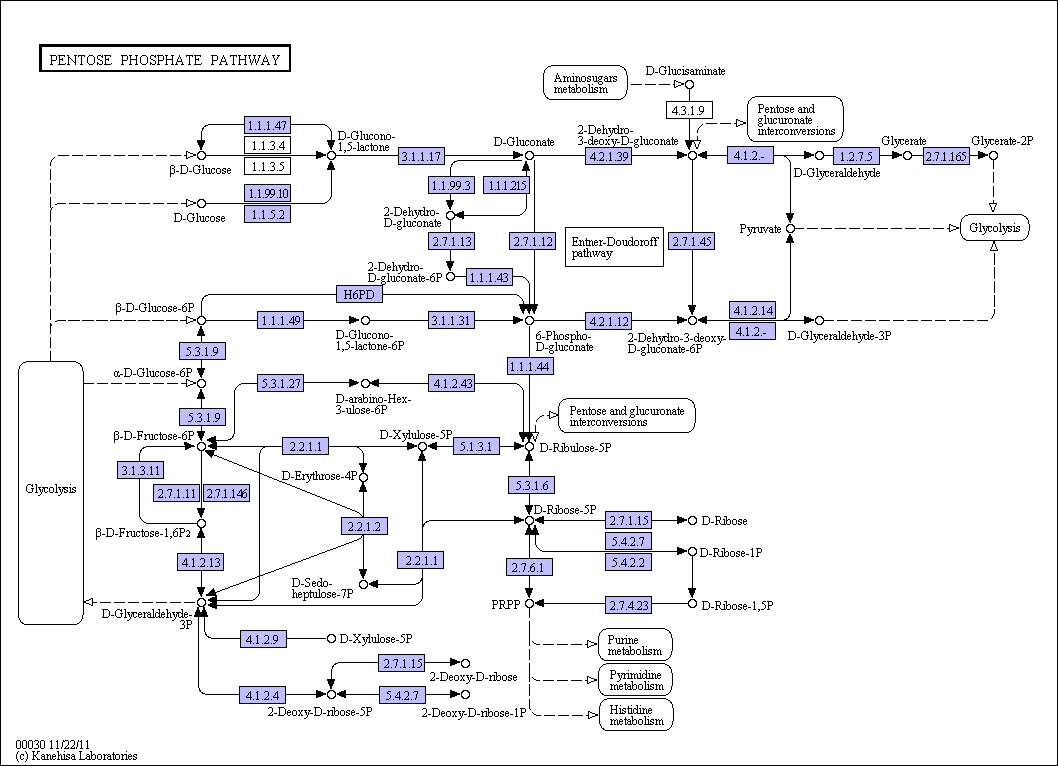 PENTOSE PHOSPHATE PATHWAY
Aminosugars
metabolism
D-Glucisaminate
4.3.1.9
Pentose and
glucuronate
interconversions
1.1.1.47
1.1.3.4
1.1.3.5
β-D-Glucose
D-Glucono-
1,5-lactone
3.1.1.17
D-Gluconate
2-Dehydro-
3-deoxy-D-gluconate
4.2.1.39
4.1.2.-
D-Glyceraldehyde
1.2.7.5
Glycerate
2.7.1.165
Glycerate-2P
1.1.99.10
1.1.5.2
D-Glucose
1.1.99.3
1.1.1.215
2-Dehydro-
D-gluconate
2.7.1.13
2.7.1.12
Entner-Doudoroff
pathway
2.7.1.45
Pyruvate
Glycolysis
2-Dehydro-
D-gluconate-6P
1.1.1.43
H6PD
β-D-Glucose-6P
1.1.1.49
D-Glucono-
1,5-lactone-6P
3.1.1.31
6-Phospho-
D-gluconate
4.2.1.12
2-Dehydro-3-deoxy-
D-gluconate-6P
4.1.2.14
4.1.2.-
D-Glyceraldehyde-3P
5.3.1.9
1.1.1.44
α-D-Glucose-6P
5.3.1.27
D-arabino-Hex-
3-ulose-6P
4.1.2.43
5.3.1.9
Pentose and glucuronate
interconversions
β-D-Fructose-6P
2.2.1.1
D-Xylulose-5P
5.1.3.1
D-Ribulose-5P
3.1.3.11
2.7.1.11
2.7.1.146
D-Erythrose-4P
5.3.1.6
Glycolysis
β-D-Fructose-1,6P2
2.2.1.2
D-Ribose-5P
2.7.1.15
D-Ribose
5.4.2.7
5.4.2.2
D-Ribose-1P
4.1.2.13
2.2.1.1
2.7.6.1
D-Sedo-
heptulose-7P
PRPP
2.7.4.23
D-Ribose-1,5P
D-Glyceraldehyde-
3P
4.1.2.9
D-Xylulose-5P
Purine
metabolism
2.7.1.15
2-Deoxy-D-ribose
Pyrimidine
metabolism
4.1.2.4
2-Deoxy-D-ribose-5P
5.4.2.7
2-Deoxy-D-ribose-1P
Histidine
metabolism
00030 11/22/11
(c) Kanehisa Laboratories